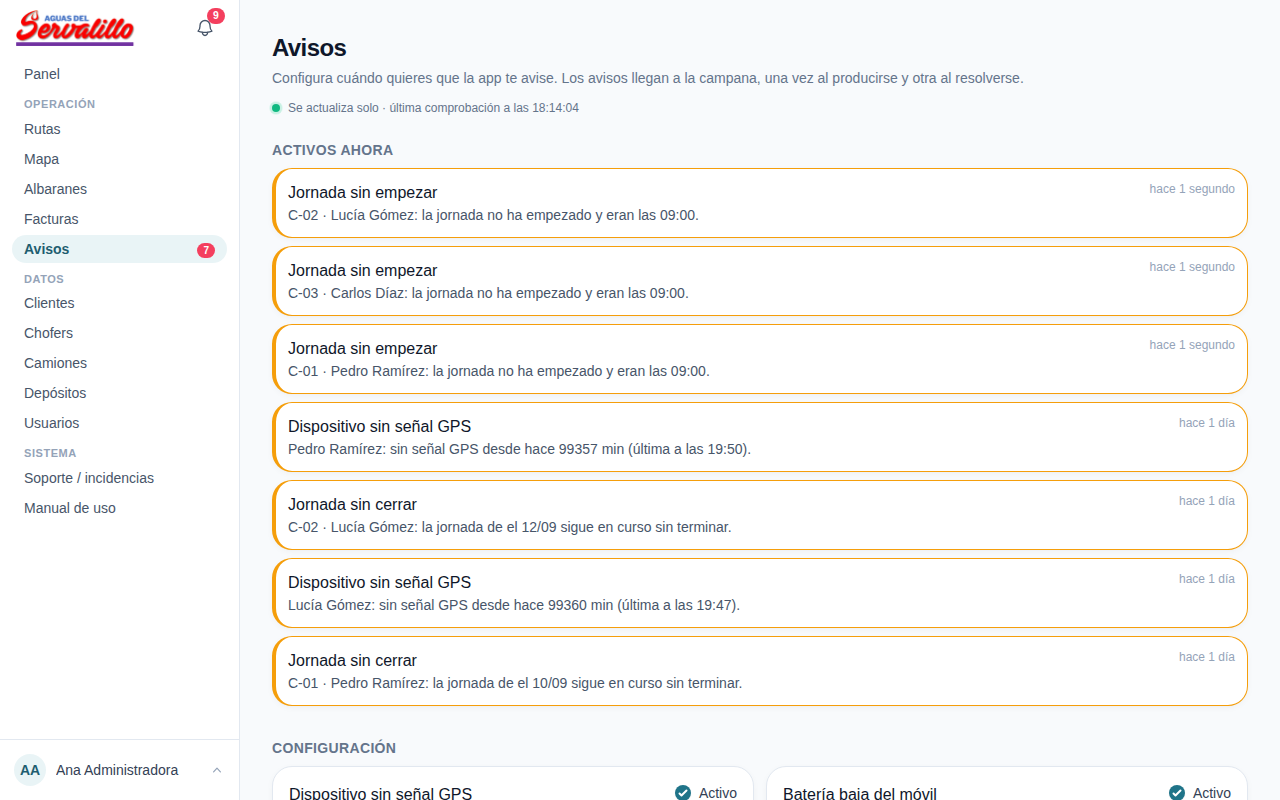 AGUAS DEL
Servalillo
9
Panel
OPERACIÓN
Rutas
Mapa
Albaranes
Facturas
Avisos 7
DATOS
Clientes
Chofers
Camiones
Depósitos
Usuarios
SISTEMA
Soporte / incidencias
Manual de uso
AA Ana Administradora
Avisos
Configura cuándo quieres que la app te avise. Los avisos llegan a la campana, una vez al producirse y otra al resolverse.
Se actualiza solo · última comprobación a las 18:14:04
ACTIVOS AHORA
Jornada sin empezar hace 1 segundo
C-02 · Lucía Gómez: la jornada no ha empezado y eran las 09:00.
Jornada sin empezar hace 1 segundo
C-03 · Carlos Díaz: la jornada no ha empezado y eran las 09:00.
Jornada sin empezar hace 1 segundo
C-01 · Pedro Ramírez: la jornada no ha empezado y eran las 09:00.
Dispositivo sin señal GPS hace 1 día
Pedro Ramírez: sin señal GPS desde hace 99357 min (última a las 19:50).
Jornada sin cerrar hace 1 día
C-02 · Lucía Gómez: la jornada de el 12/09 sigue en curso sin terminar.
Dispositivo sin señal GPS hace 1 día
Lucía Gómez: sin señal GPS desde hace 99360 min (última a las 19:47).
Jornada sin cerrar hace 1 día
C-01 · Pedro Ramírez: la jornada de el 10/09 sigue en curso sin terminar.
CONFIGURACIÓN
Dispositivo sin señal GPS Activo
Batería baja del móvil Activo